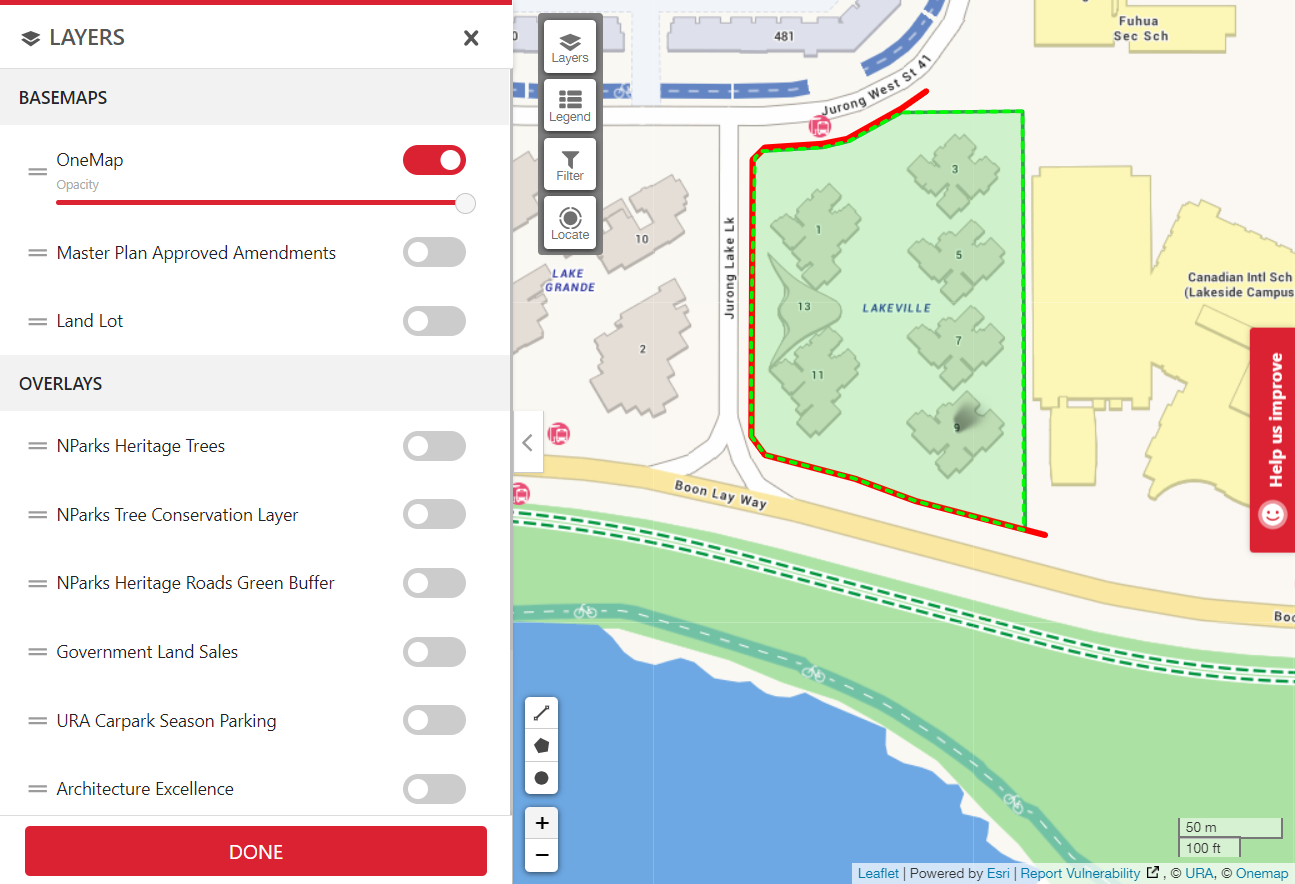 LAYERS
BASEMAPS
OneMap
Opacity
Master Plan Approved Amendments
Land Lot
OVERLAYS
NParks Heritage Trees
NParks Tree Conservation Layer
NParks Heritage Roads Green Buffer
Government Land Sales
URA Carpark Season Parking
Architecture Excellence
DONE
Layers
Legend
Filter
Locate
0
481
Fuhua
Sec Sch
Jurong West St 41
Jurong Lake Lk
10
LAKE
GRANDE
2
1
3
5
13
LAKEVILLE
7
11
9
Canadian Intl Sch
(Lakeside Campus
Help us improve
Boon Lay Way
Boo
+
−
50 m
100 ft
Leaflet | Powered by Esri | Report Vulnerability , © URA, © Onemap